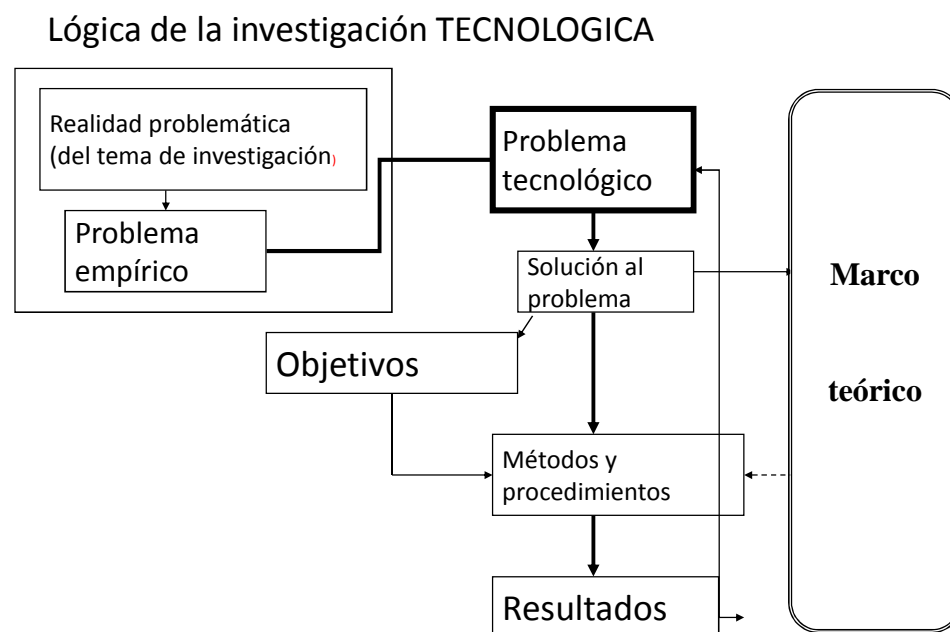 Lógica de la investigación TECNOLOGICA
Realidad problemática
(del tema de investigación)
Problema
empírico
Problema
tecnológico
Solución al
problema
Objetivos
Métodos y
procedimientos
Resultados
Marco
teórico